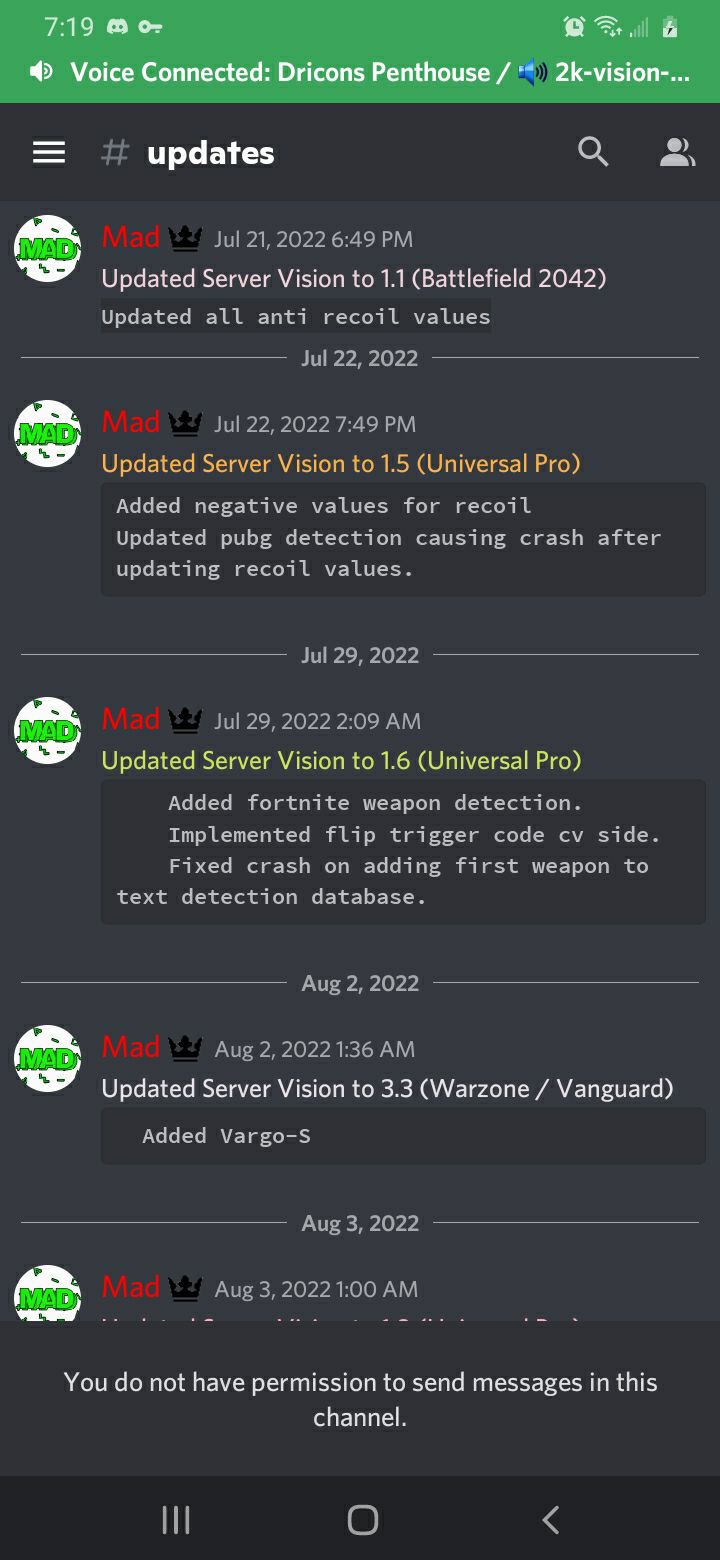 7:19
Voice Connected: Dricons Penthouse / 2k-vision-...
# updates
MAD
Mad Jul 21, 2022 6:49 PM
Updated Server Vision to 1.1 (Battlefield 2042)
Updated all anti recoil values
Jul 22, 2022
MAD
Mad Jul 22, 2022 7:49 PM
Updated Server Vision to 1.5 (Universal Pro)
Added negative values for recoil
Updated pubg detection causing crash after
updating recoil values.
Jul 29, 2022
MAD
Mad Jul 29, 2022 2:09 AM
Updated Server Vision to 1.6 (Universal Pro)
Added fortnite weapon detection.
Implemented flip trigger code cv side.
Fixed crash on adding first weapon to
text detection database.
Aug 2, 2022
MAD
Mad Aug 2, 2022 1:36 AM
Updated Server Vision to 3.3 (Warzone / Vanguard)
Added Vargo-S
Aug 3, 2022
MAD
Mad Aug 3, 2022 1:00 AM
You do not have permission to send messages in this
channel.